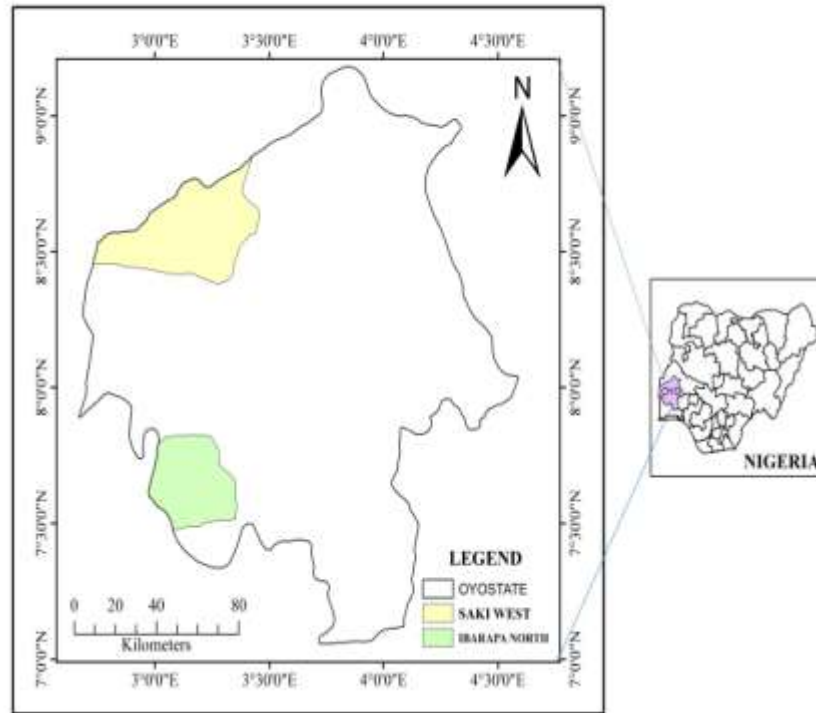 3°0'0"E 3°30'0"E 4°0'0"E 4°30'0"E
9°0'0"N 9°0'0"N
N
8°30'0"N 8°30'0"N
8°0'0"N 8°0'0"N
OYO
NIGERIA
7°30'0"N 7°30'0"N
LEGEND
OYOSTATE
SAKI WEST
IBARAPA NORTH
0 20 40 80
Kilometers
7°0'0"N 7°0'0"N
3°0'0"E 3°30'0"E 4°0'0"E 4°30'0"E